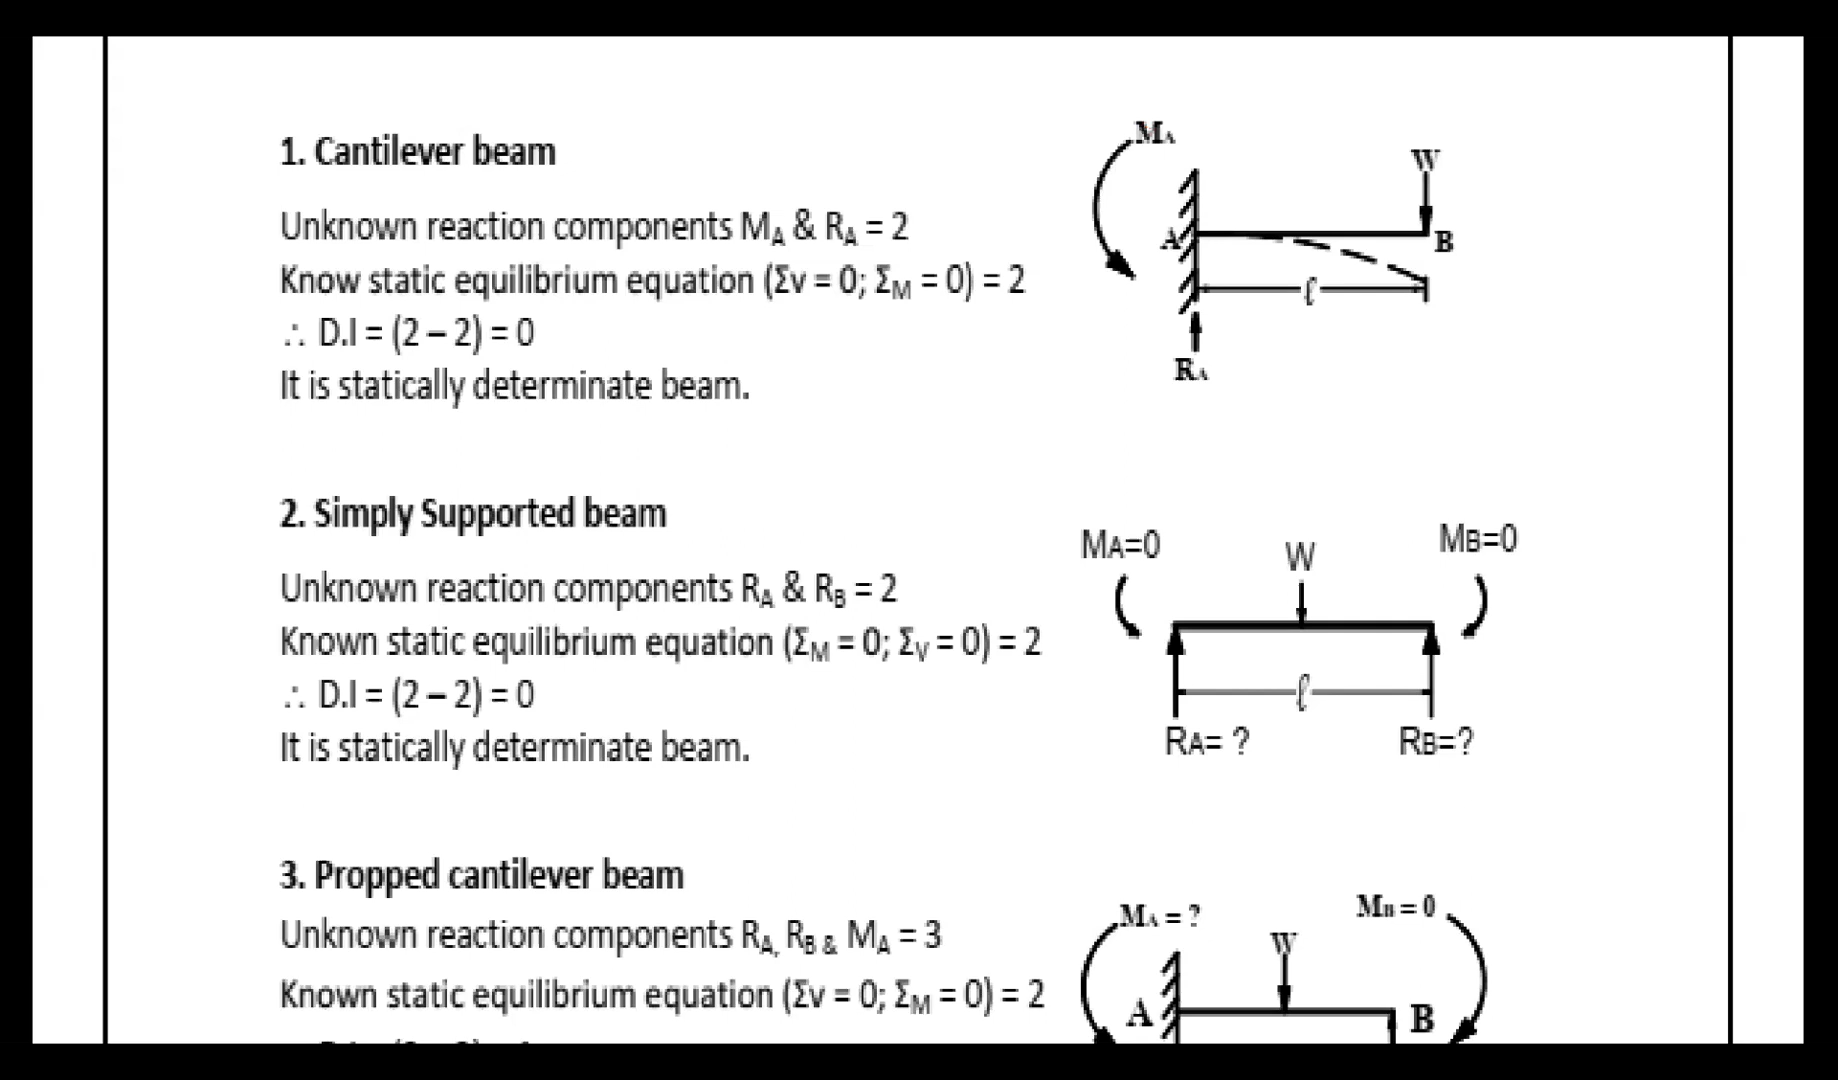 1. Cantilever beam
Unknown reaction components MA & RA = 2
Know static equilibrium equation (Σv = 0; ΣM = 0) = 2
∴ D.I = (2 – 2) = 0
It is statically determinate beam.
MA
W
A
B
ℓ
RA
2. Simply Supported beam
Unknown reaction components RA & RB = 2
Known static equilibrium equation (ΣM = 0; ΣV = 0) = 2
∴ D.I = (2 – 2) = 0
It is statically determinate beam.
MA=0
W
MB=0
ℓ
RA= ?
RB=?
3. Propped cantilever beam
Unknown reaction components RA, RB & MA = 3
Known static equilibrium equation (Σv = 0; ΣM = 0) = 2
MA = ?
W
MB = 0
A
B